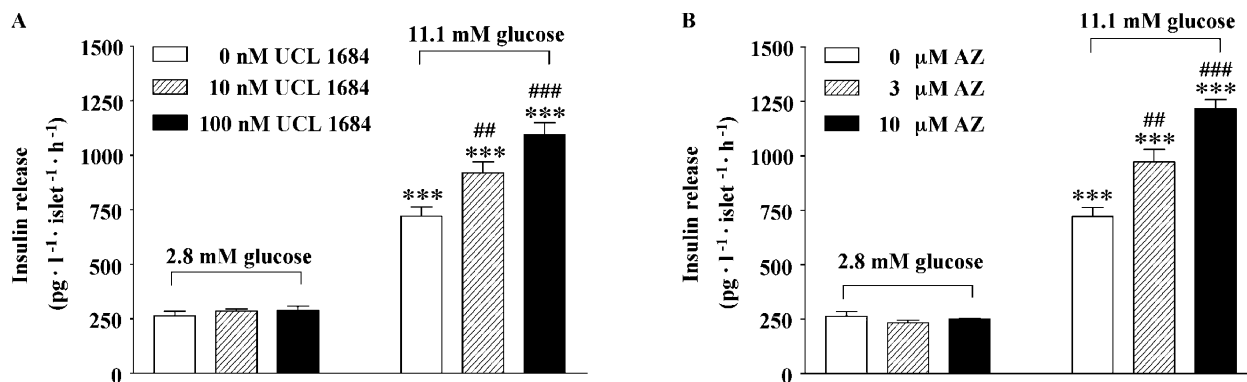 A
11.1 mM glucose
1500
1250
1000
750
500
250
0
Insulin release
(pg · l⁻¹ · islet⁻¹ · h⁻¹)
0 nM UCL 1684
10 nM UCL 1684
100 nM UCL 1684
2.8 mM glucose
***
##
***
###
***
B
11.1 mM glucose
1500
1250
1000
750
500
250
0
Insulin release
(pg · l⁻¹ · islet⁻¹ · h⁻¹)
0 μM AZ
3 μM AZ
10 μM AZ
2.8 mM glucose
***
##
***
###
***